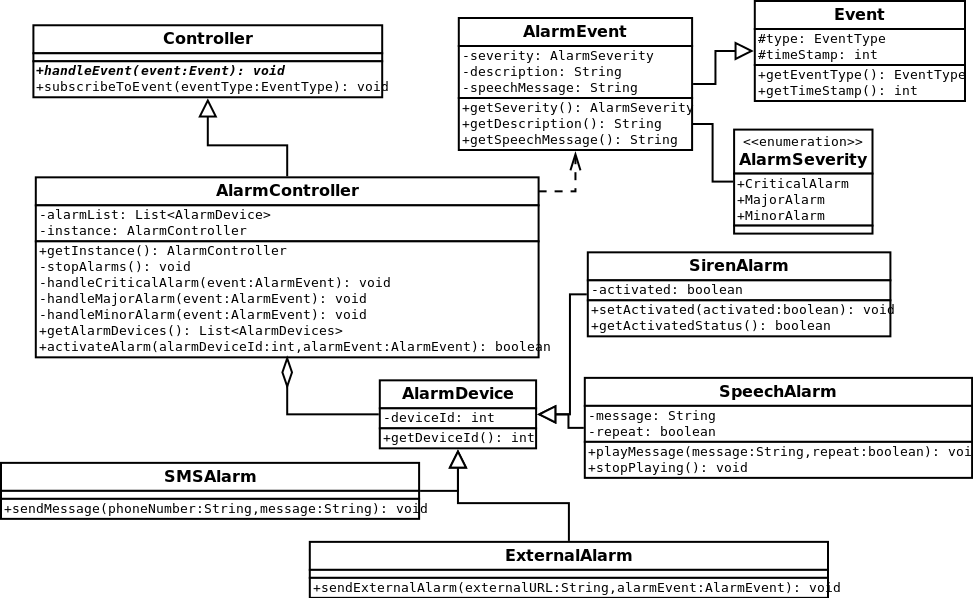 Controller
+handleEvent(event:Event): void
+subscribeToEvent(eventType:EventType): void
AlarmEvent
-severity: AlarmSeverity
-description: String
-speechMessage: String
+getSeverity(): AlarmSeverity
+getDescription(): String
+getSpeechMessage(): String
Event
#type: EventType
#timeStamp: int
+getEventType(): EventType
+getTimeStamp(): int
<<enumeration>>
AlarmSeverity
+CriticalAlarm
+MajorAlarm
+MinorAlarm
AlarmController
-alarmList: List<AlarmDevice>
-instance: AlarmController
+getInstance(): AlarmController
-stopAlarms(): void
-handleCriticalAlarm(event:AlarmEvent): void
-handleMajorAlarm(event:AlarmEvent): void
-handleMinorAlarm(event:AlarmEvent): void
+getAlarmDevices(): List<AlarmDevices>
+activateAlarm(alarmDeviceId:int,alarmEvent:AlarmEvent): boolean
SirenAlarm
-activated: boolean
+setActivated(activated:boolean): void
+getActivatedStatus(): boolean
AlarmDevice
-deviceId: int
+getDeviceId(): int
SpeechAlarm
-message: String
-repeat: boolean
+playMessage(message:String,repeat:boolean): voi
+stopPlaying(): void
SMSAlarm
+sendMessage(phoneNumber:String,message:String): void
ExternalAlarm
+sendExternalAlarm(externalURL:String,alarmEvent:AlarmEvent): void